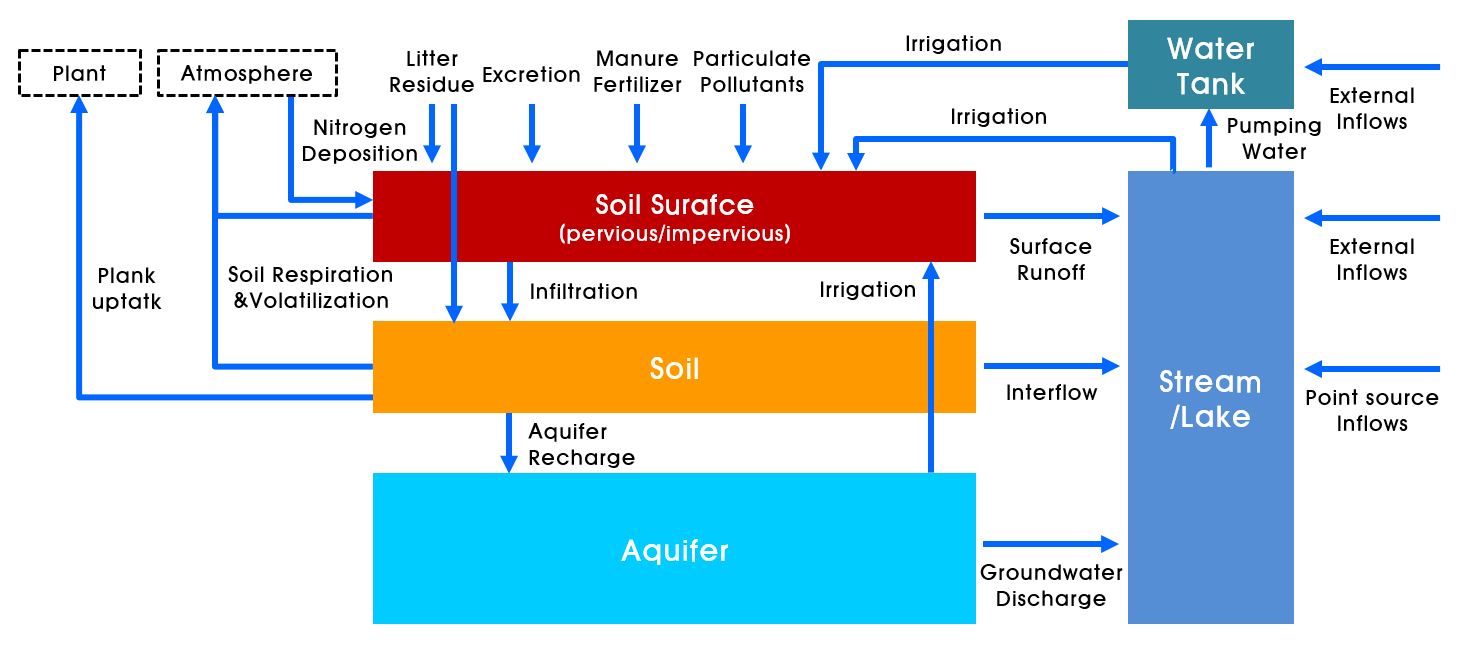 Plant
Atmosphere
Litter
Residue
Excretion
Manure
Fertilizer
Particulate
Pollutants
Irrigation
Water
Tank
External
Inflows
Nitrogen
Deposition
Irrigation
Pumping
Water
Soil Surafce
(pervious/impervious)
Surface
Runoff
External
Inflows
Plank
uptatk
Soil Respiration
&Volatilization
Infiltration
Irrigation
Soil
Interflow
Stream
/Lake
Point source
Inflows
Aquifer
Recharge
Aquifer
Groundwater
Discharge